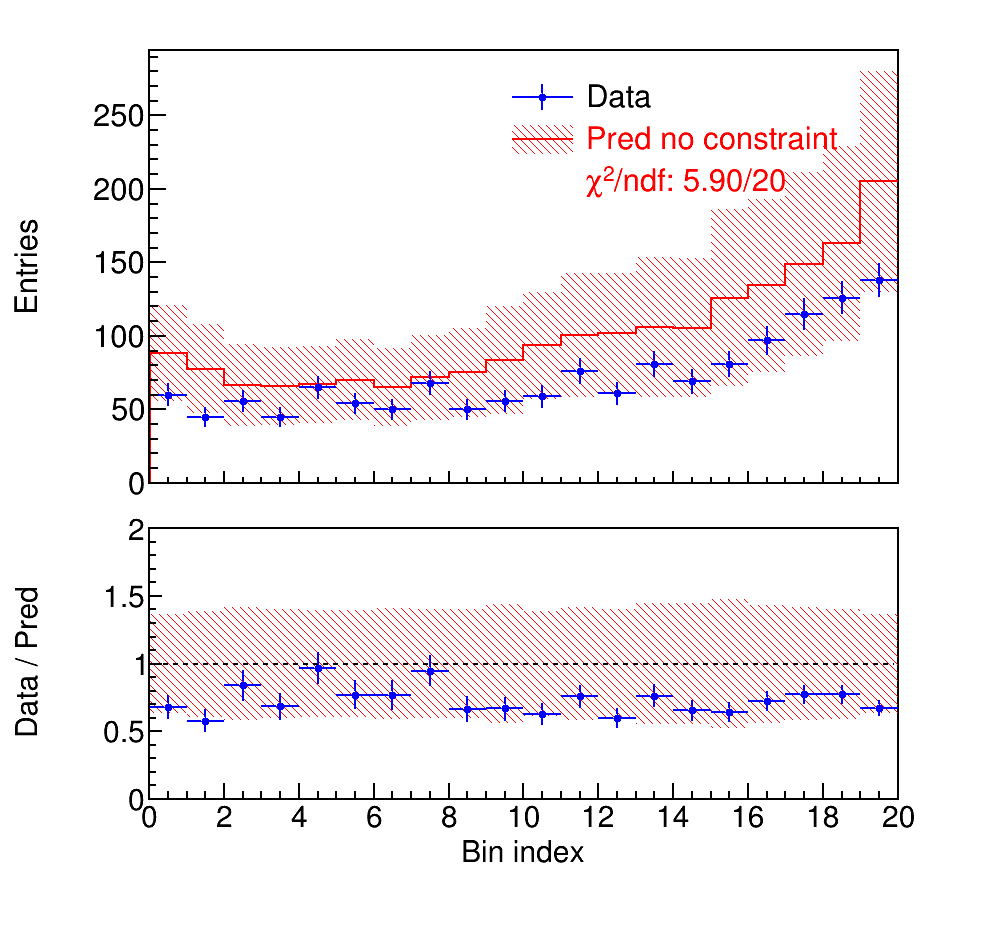 Entries
250
200
150
100
50
0
Data
Pred no constraint
χ²/ndf: 5.90/20
Data / Pred
2
1.5
1
0.5
0
0 2 4 6 8 10 12 14 16 18 20
Bin index